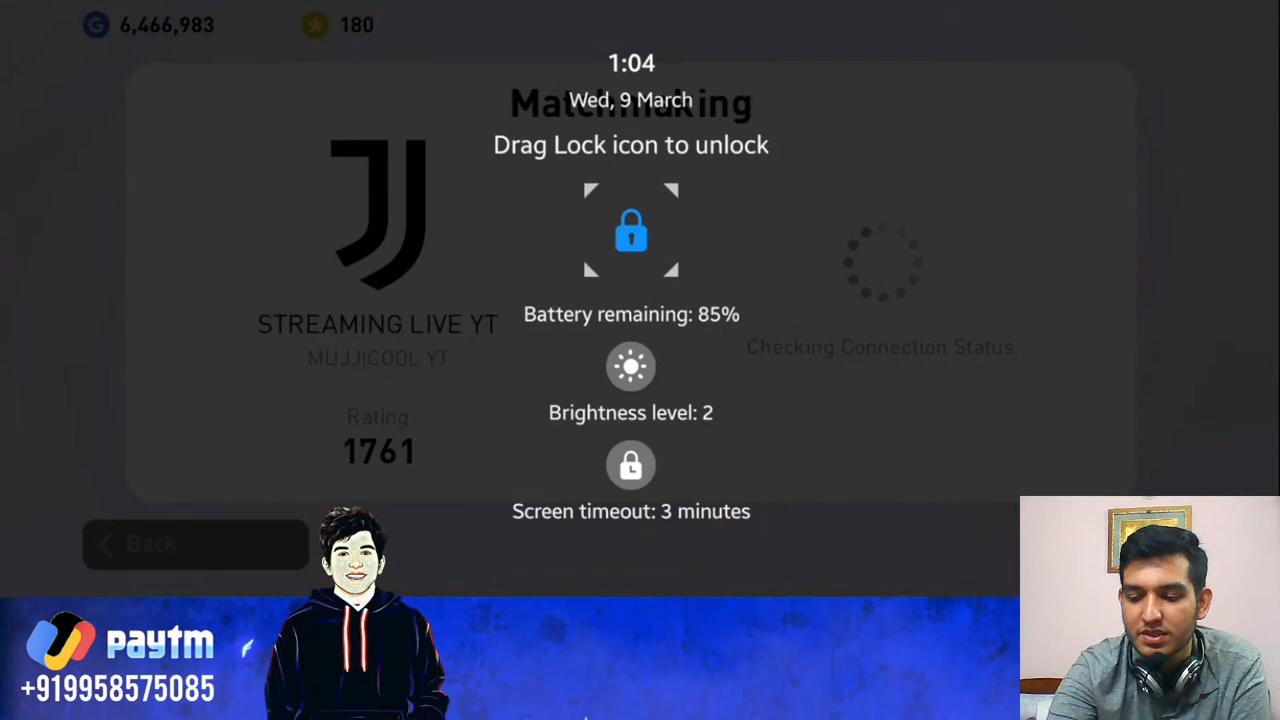 6,466,983
180
1:04
Matchmaking
Wed, 9 March
Drag Lock icon to unlock
STREAMING LIVE YT
MUJJICOOL YT
Battery remaining: 85%
Checking Connection Status.
Brightness level: 2
Rating
1761
Screen timeout: 3 minutes
Back
paytm
+919958575085